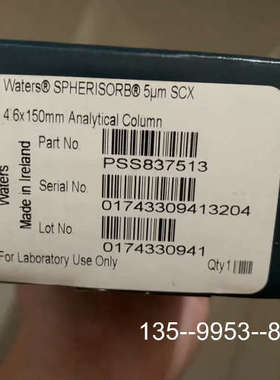 Waters® SPHERISORB® 5µm SCX
4.6x150mm Analytical Column
Part No
PSS837513
Serial No
01743309413204
Lot No
0174330941
Waters
Made in Ireland
For Laboratory Use Only
Qty 1
135--9953--8